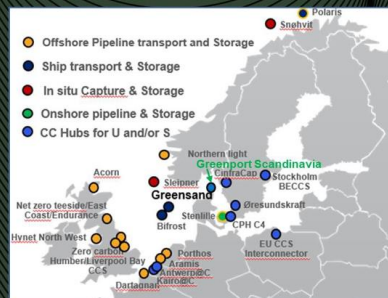 Polaris
Snøhvit
Offshore Pipeline transport and Storage
Ship transport & Storage
In situ Capture & Storage
Onshore pipeline & Storage
CC Hubs for U and/or S
Northern light
Greenport Scandinavia
CinfraCap
Acorn
Sleipner
Stockholm
BECCS
Greensand
Net zero teeside/East
Coast/Endurance
Øresundskraft
Stenlille
Bifrost
CPH C4
Hynet North West
Zero carbon
Humber/Liverpool Bay
CCS
EU CCS
Interconnector
Porthos
Aramis
Antwerp@C
Kairo@C
Dartagnan